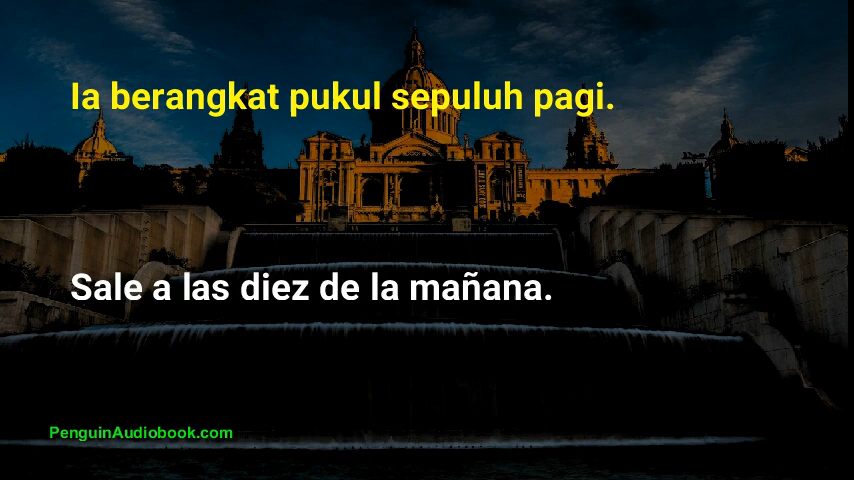 Ia berangkat pukul sepuluh pagi.
Sale a las diez de la mañana.
PenguinAudiobook.com